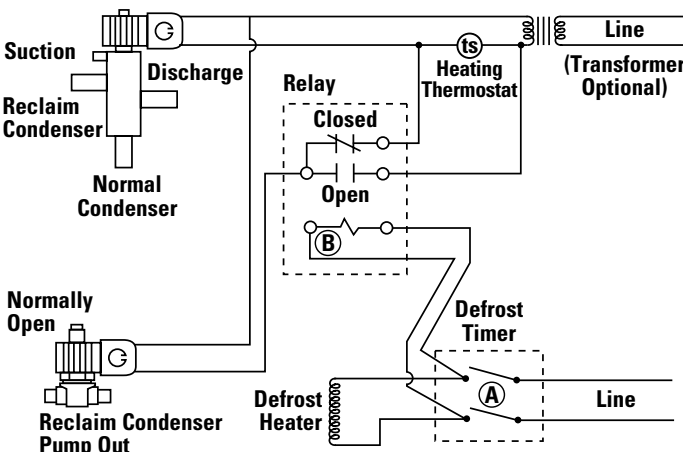 Suction
Discharge
Reclaim
Condenser
Normal
Condenser
ts
Heating
Thermostat
Line
(Transformer
Optional)
Relay
Closed
Open
B
Normally
Open
Reclaim Condenser
Pump Out
Defrost
Heater
Defrost
Timer
A
Line